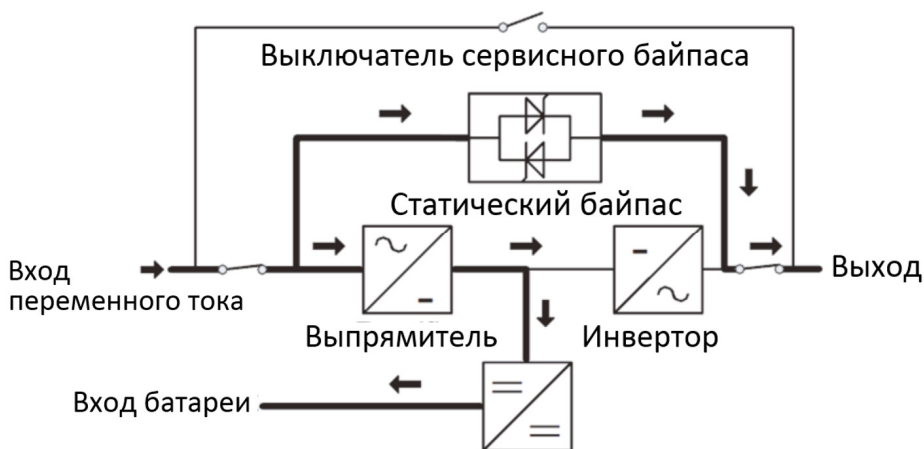 Выключатель сервисного байпаса
Статический байпас
Вход
переменного тока
Выход
Выпрямитель
Инвертор
Вход батареи